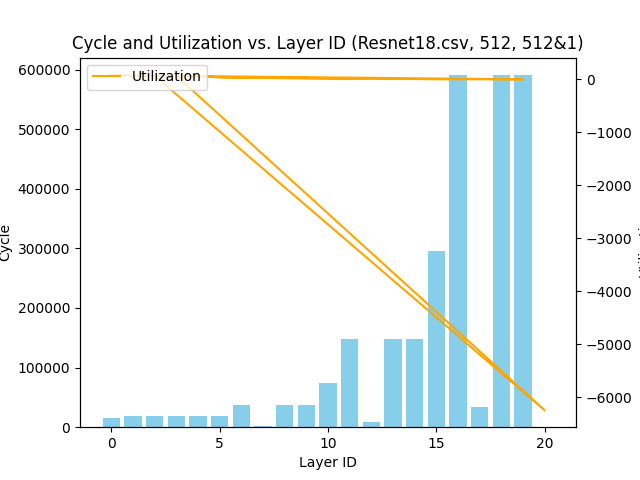 Cycle and Utilization vs. Layer ID (Resnet18.csv, 512, 512&1)
Utilization
600000
500000
400000
300000
200000
100000
0
Cycle
0
-1000
−2000
−3000
−4000
−5000
−6000
0 5 10 15 20
Layer ID